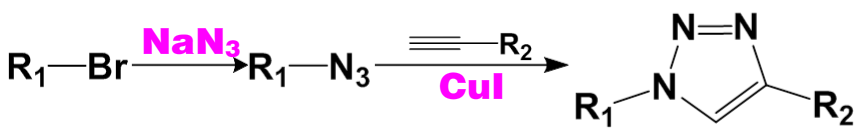 R₁—Br NaN₃ R₁—N₃ R₂ CuI
N N N R₁ R₂